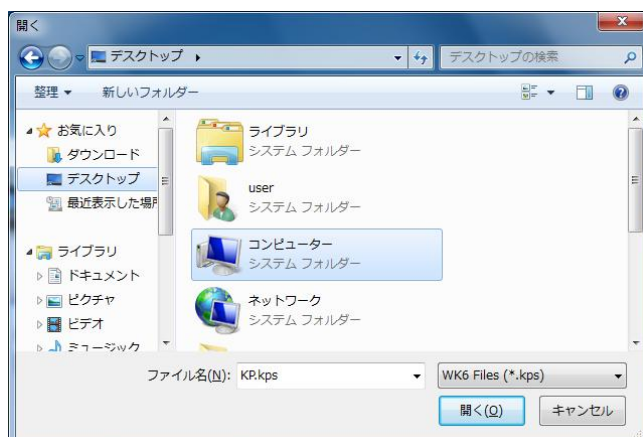 開く
デスクトップ
デスクトップの検索
整理
新しいフォルダー
お気に入り
ダウンロード
デスクトップ
最近表示した場所
ライブラリ
ドキュメント
ピクチャ
ビデオ
ミュージック
ライブラリ
システム フォルダー
user
システム フォルダー
コンピューター
システム フォルダー
ネットワーク
システム フォルダー
ファイル名(N):
KP.kps
WK6 Files (*.kps)
開く(O)
キャンセル